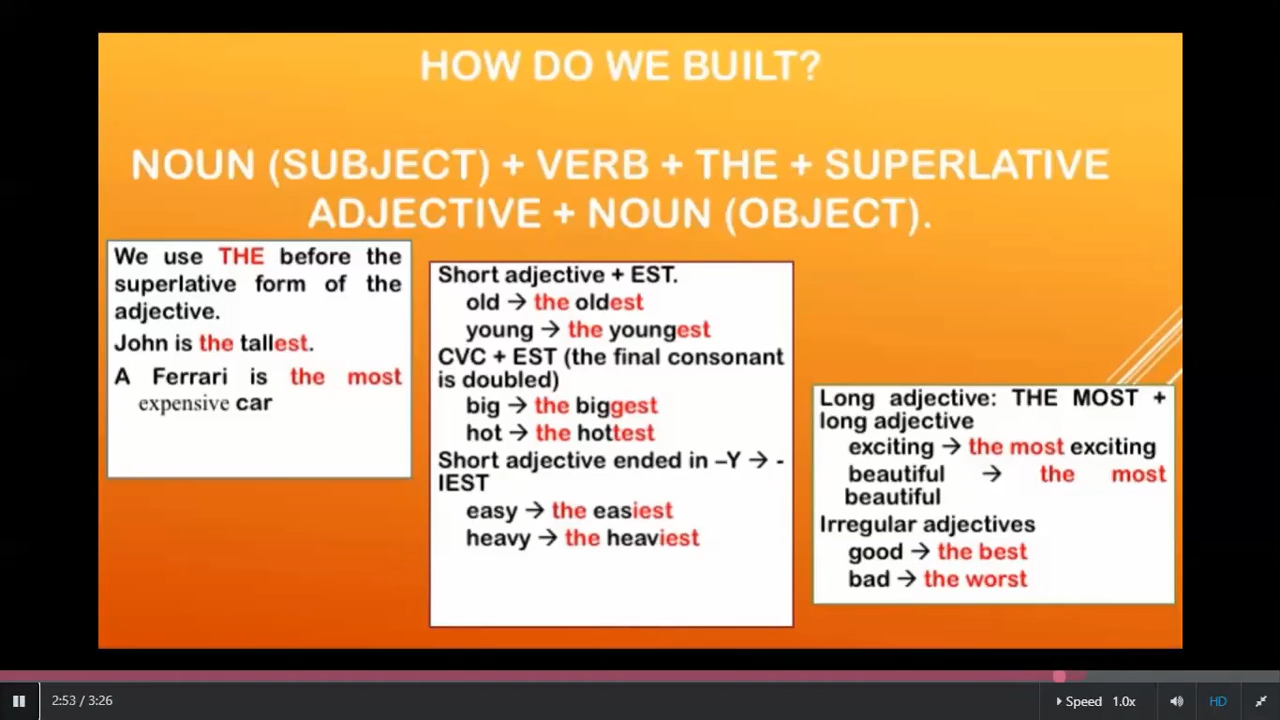 HOW DO WE BUILT?
NOUN (SUBJECT) + VERB + THE + SUPERLATIVE
ADJECTIVE + NOUN (OBJECT).
We use THE before the
superlative form of the
adjective.
John is the tallest.
A Ferrari is the most
expensive car
Short adjective + EST.
old → the oldest
young → the youngest
CVC + EST (the final consonant
is doubled)
big → the biggest
hot → the hottest
Short adjective ended in –Y → -
IEST
easy → the easiest
heavy → the heaviest
Long adjective: THE MOST +
long adjective
exciting → the most exciting
beautiful → the most
beautiful
Irregular adjectives
good → the best
bad → the worst
2:53 / 3:26
Speed 1.0x
HD